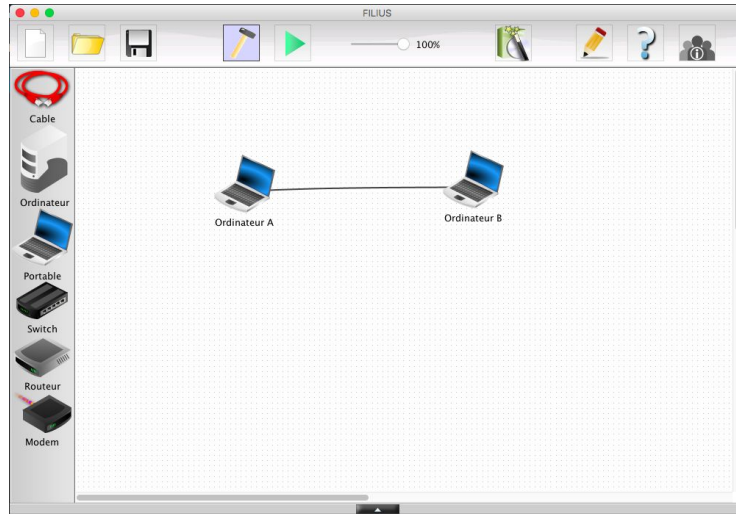 FILIUS
100%
Cable
Ordinateur
Portable
Switch
Routeur
Modem
Ordinateur A
Ordinateur B